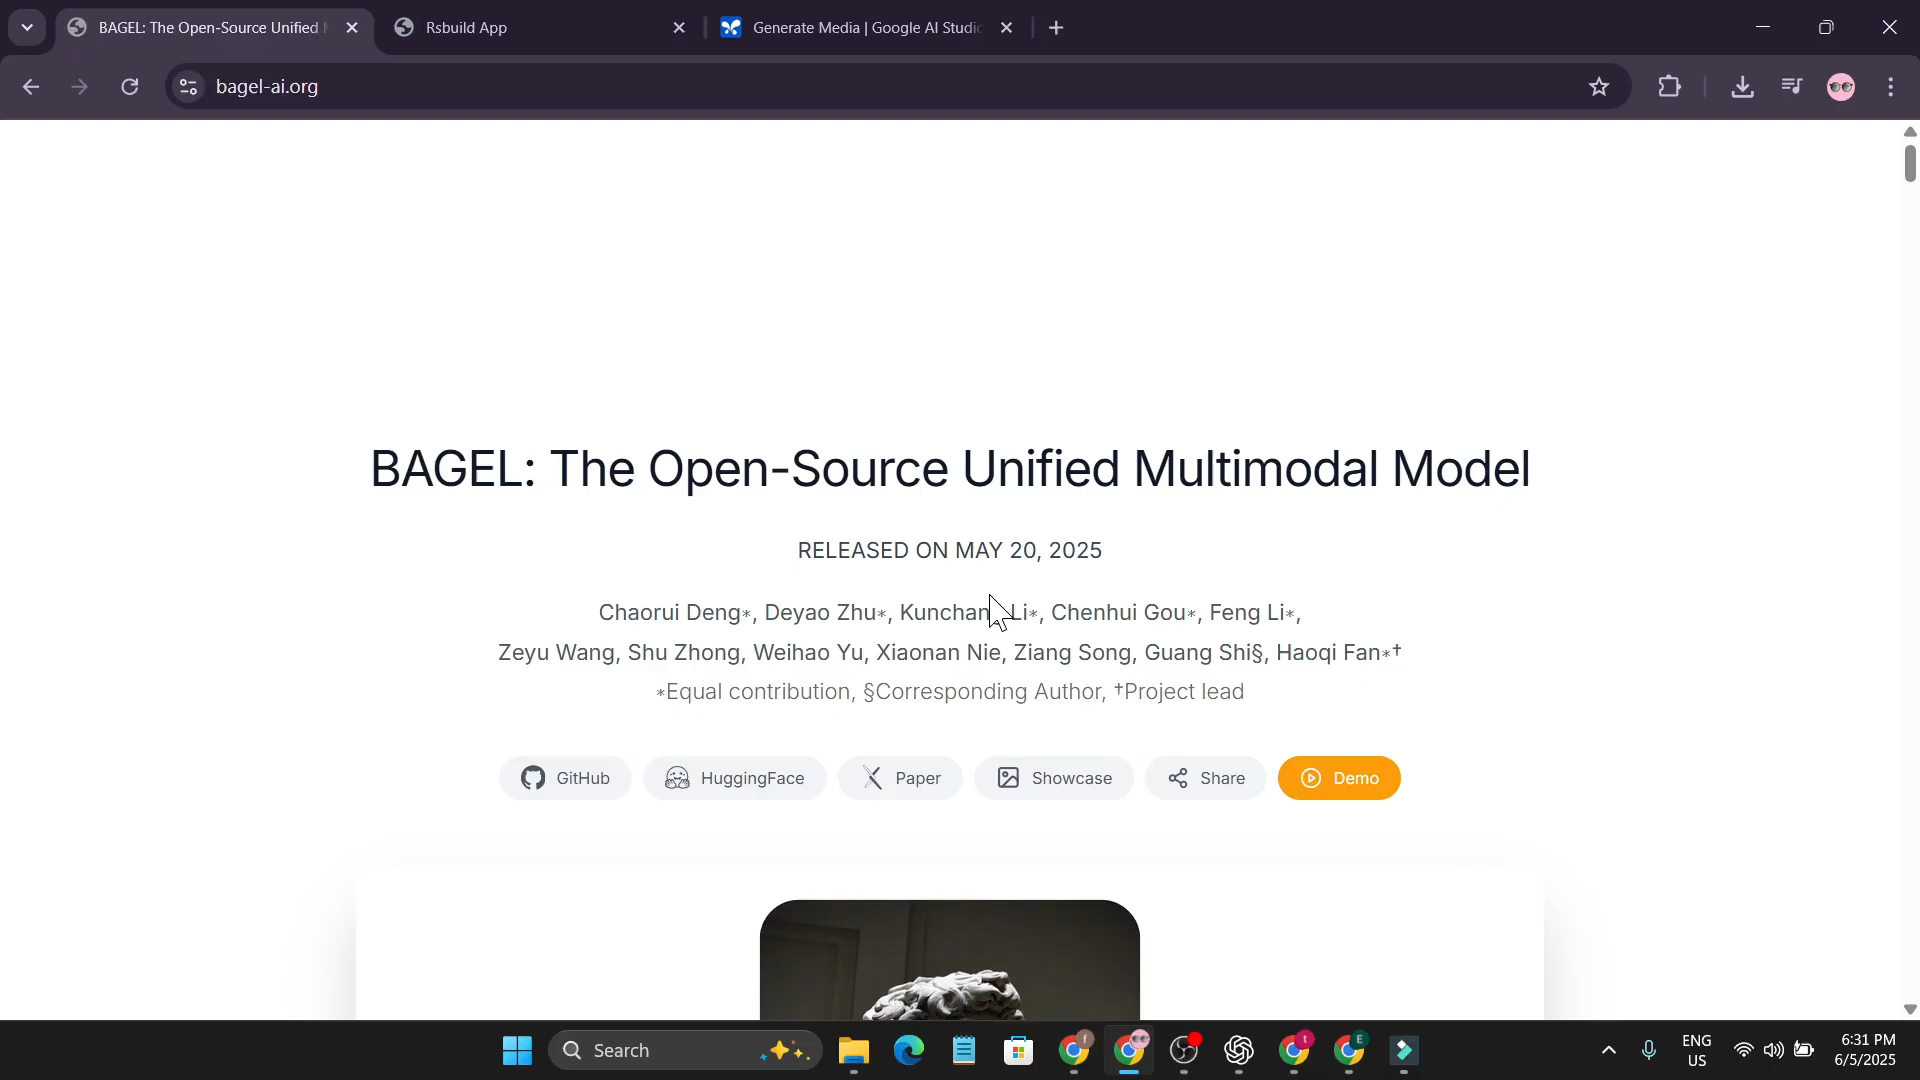 BAGEL: The Open-Source Unified
Rsbuild App
Generate Media | Google AI Studio
bagel-ai.org
BAGEL: The Open-Source Unified Multimodal Model
RELEASED ON MAY 20, 2025
Chaorui Deng*, Deyao Zhu*, Kunchan Li*, Chenhui Gou*, Feng Li*,
Zeyu Wang, Shu Zhong, Weihao Yu, Xiaonan Nie, Ziang Song, Guang Shi§, Haoqi Fan*†
*Equal contribution, §Corresponding Author, †Project lead
GitHub
HuggingFace
Paper
Showcase
Share
Demo
Search
f
t
E
ENG
US
6:31 PM
6/5/2025